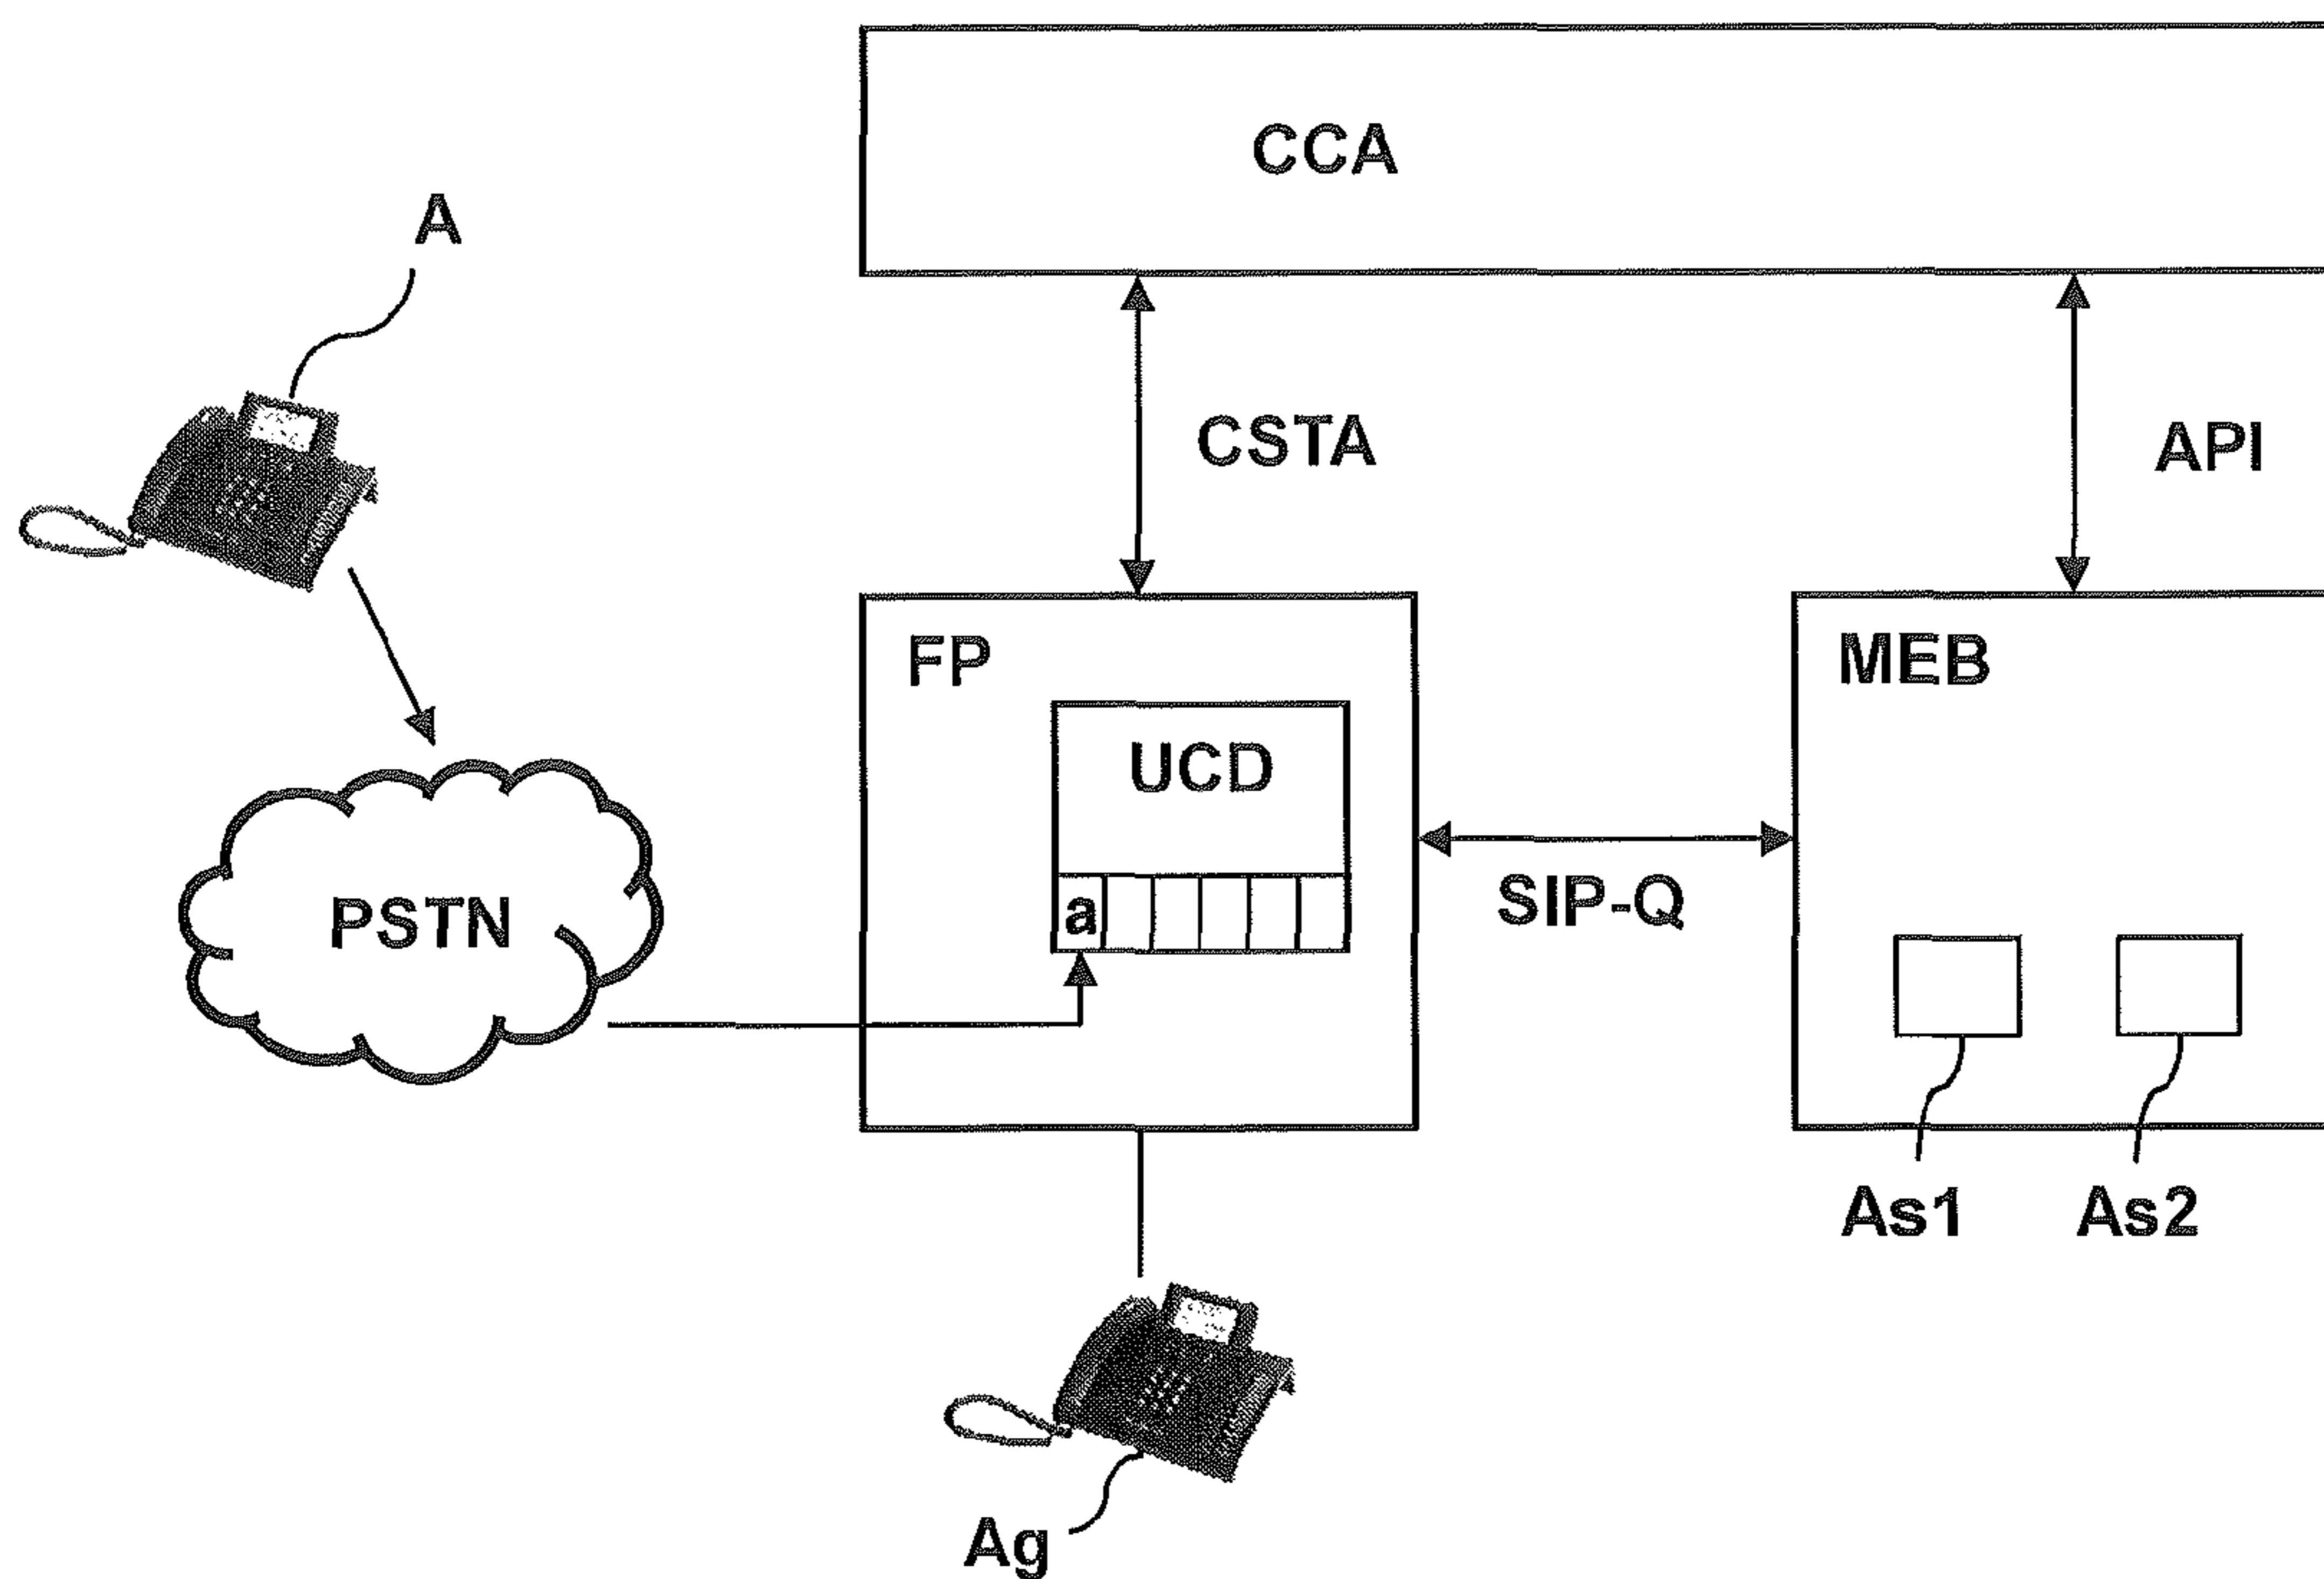 CCA
A
CSTA
API
FP
MEB
UCD
PSTN
a
SIP-Q
As1
As2
Ag